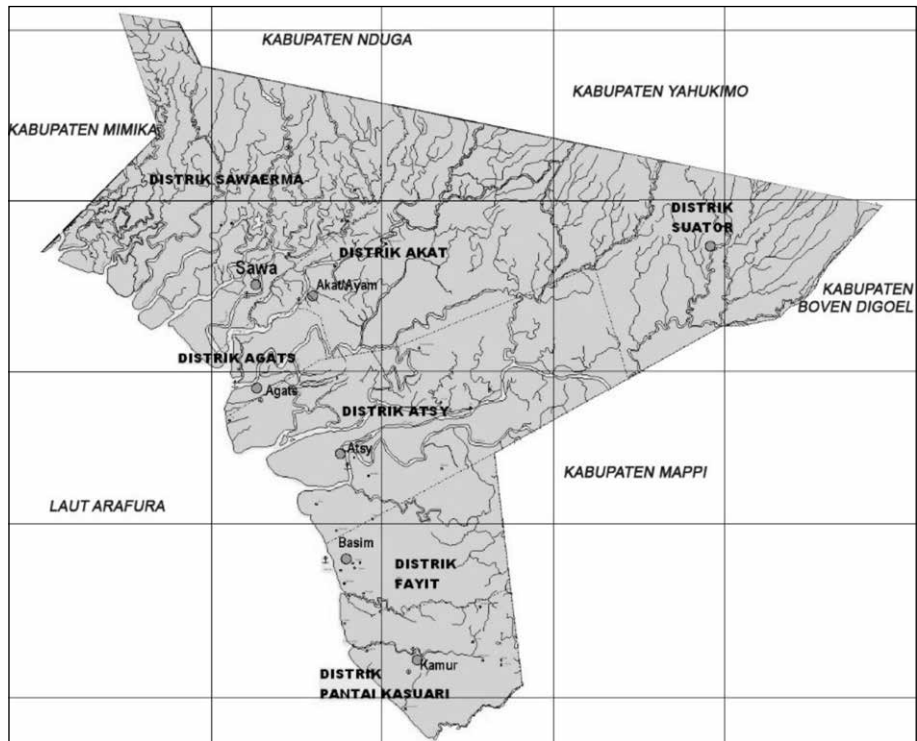 KABUPATEN NDUGA
KABUPATEN YAHUKIMO
KABUPATEN MIMIKA
DISTRIK SAWAERMA
DISTRIK
SUATOR
DISTRIK AKAT
Sawa
Akat/Ayam
KABUPATEN
BOVEN DIGOEL
DISTRIK AGATS
Agats
DISTRIK ATSY
Atsy
KABUPATEN MAPPI
LAUT ARAFURA
Basim
DISTRIK
FAYIT
Kamur
DISTRIK
PANTAI KASUARI